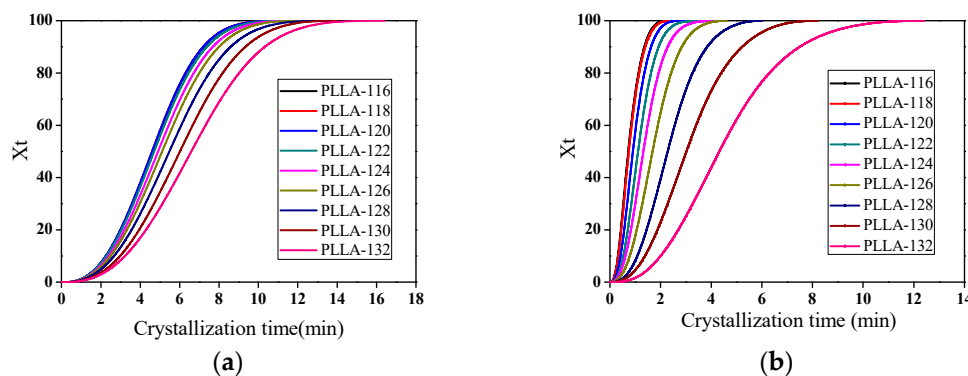 100
80
60
40
20
0
Xt
PLLA-116
PLLA-118
PLLA-120
PLLA-122
PLLA-124
PLLA-126
PLLA-128
PLLA-130
PLLA-132
0 2 4 6 8 10 12 14 16 18
Crystallization time(min)
(a)
100
80
60
40
20
0
Xt
PLLA-116
PLLA-118
PLLA-120
PLLA-122
PLLA-124
PLLA-126
PLLA-128
PLLA-130
PLLA-132
0 2 4 6 8 10 12 14
Crystallization time (min)
(b)